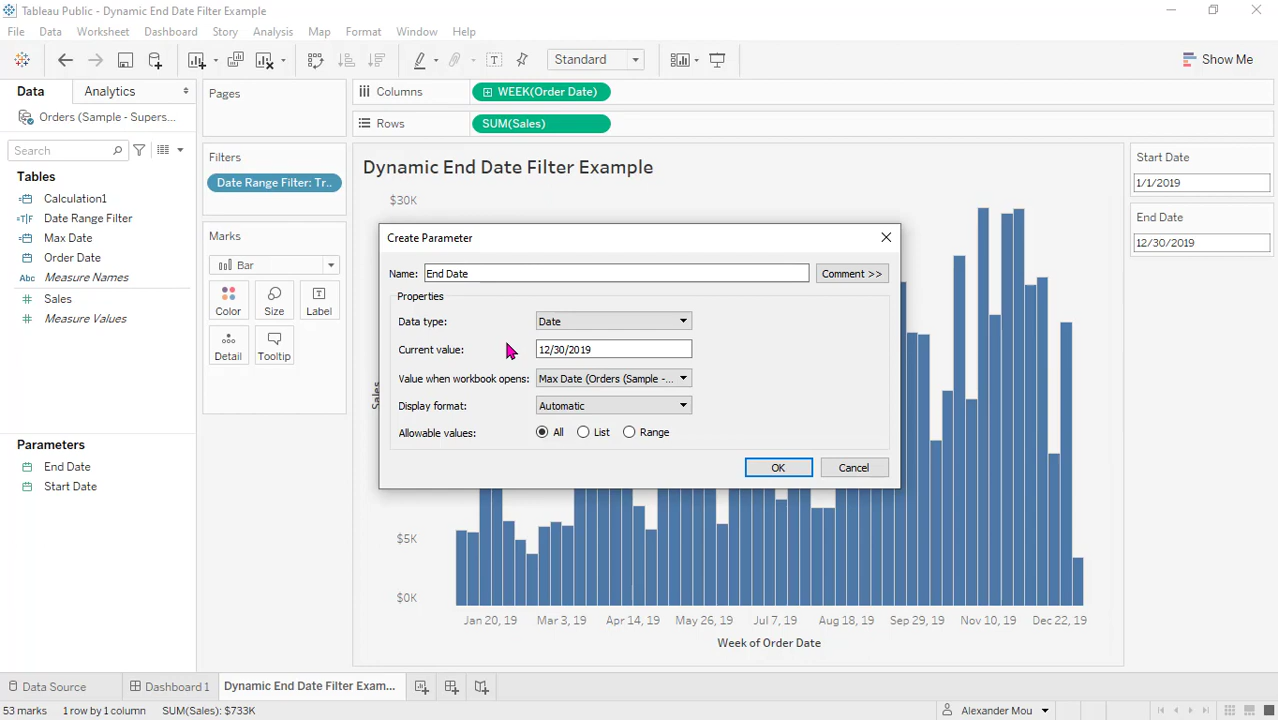 Tableau Public - Dynamic End Date Filter Example
File Data Worksheet Dashboard Story Analysis Map Format Window Help
Standard
Show Me
Data Analytics
Orders (Sample - Supers...
Search
Tables
Calculation1
Date Range Filter
Max Date
Order Date
Measure Names
Sales
Measure Values
Parameters
End Date
Start Date
Pages
Filters
Date Range Filter: Tr..
Marks
Bar
Color Size Label
Detail Tooltip
Columns WEEK(Order Date)
Rows SUM(Sales)
Dynamic End Date Filter Example
$30K
$5K
$0K
Sales
Jan 20, 19 Mar 3, 19 Apr 14, 19 May 26, 19 Jul 7, 19 Aug 18, 19 Sep 29, 19 Nov 10, 19 Dec 22, 19
Week of Order Date
Create Parameter
Name: End Date Comment >>
Properties
Data type: Date
Current value: 12/30/2019
Value when workbook opens: Max Date (Orders (Sample -...
Display format: Automatic
Allowable values: All List Range
OK Cancel
Start Date
1/1/2019
End Date
12/30/2019
Data Source Dashboard 1 Dynamic End Date Filter Exam...
53 marks 1 row by 1 column SUM(Sales): $733K Alexander Mou